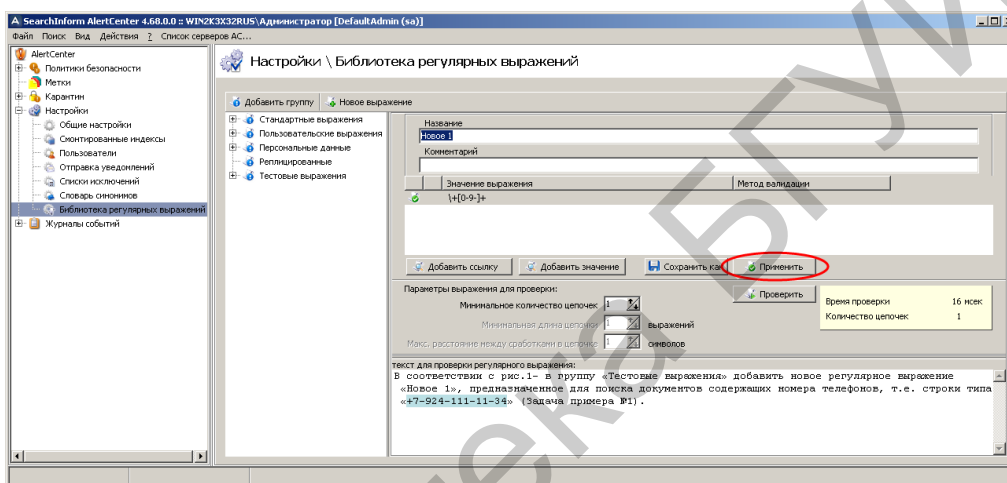 SearchInform AlertCenter 4.68.0.0 :: WIN2K3X32RUS\Администратор [DefaultAdmin (sa)]
Файл Поиск Вид Действия ? Список серверов АС...
AlertCenter
Политики безопасности
Метки
Карантин
Настройки
Общие настройки
Смонтированные индексы
Пользователи
Отправка уведомлений
Списки исключений
Словарь синонимов
Библиотека регулярных выражений
Журналы событий
Настройки \ Библиотека регулярных выражений
Добавить группу Новое выражение
Стандартные выражения
Пользовательские выражения
Персональные данные
Реплицированные
Тестовые выражения
Название
Новое 1
Комментарий
Значение выражения Метод валидации
\+[0-9-]+
Добавить ссылку Добавить значение Сохранить как Применить
Параметры выражения для проверки:
Минимальное количество цепочек 1
Минимальная длина цепочки 1 выражений
Макс. расстояние между сработками в цепочке 1 символов
Проверить
Время проверки 16 мсек
Количество цепочек 1
текст для проверки регулярного выражения:
В соответствии с рис.1- в группу «Тестовые выражения» добавить новое регулярное выражение
«Новое 1», предназначенное для поиска документов содержащих номера телефонов, т.е. строки типа
«+7-924-111-11-34» (Задача примера №1).